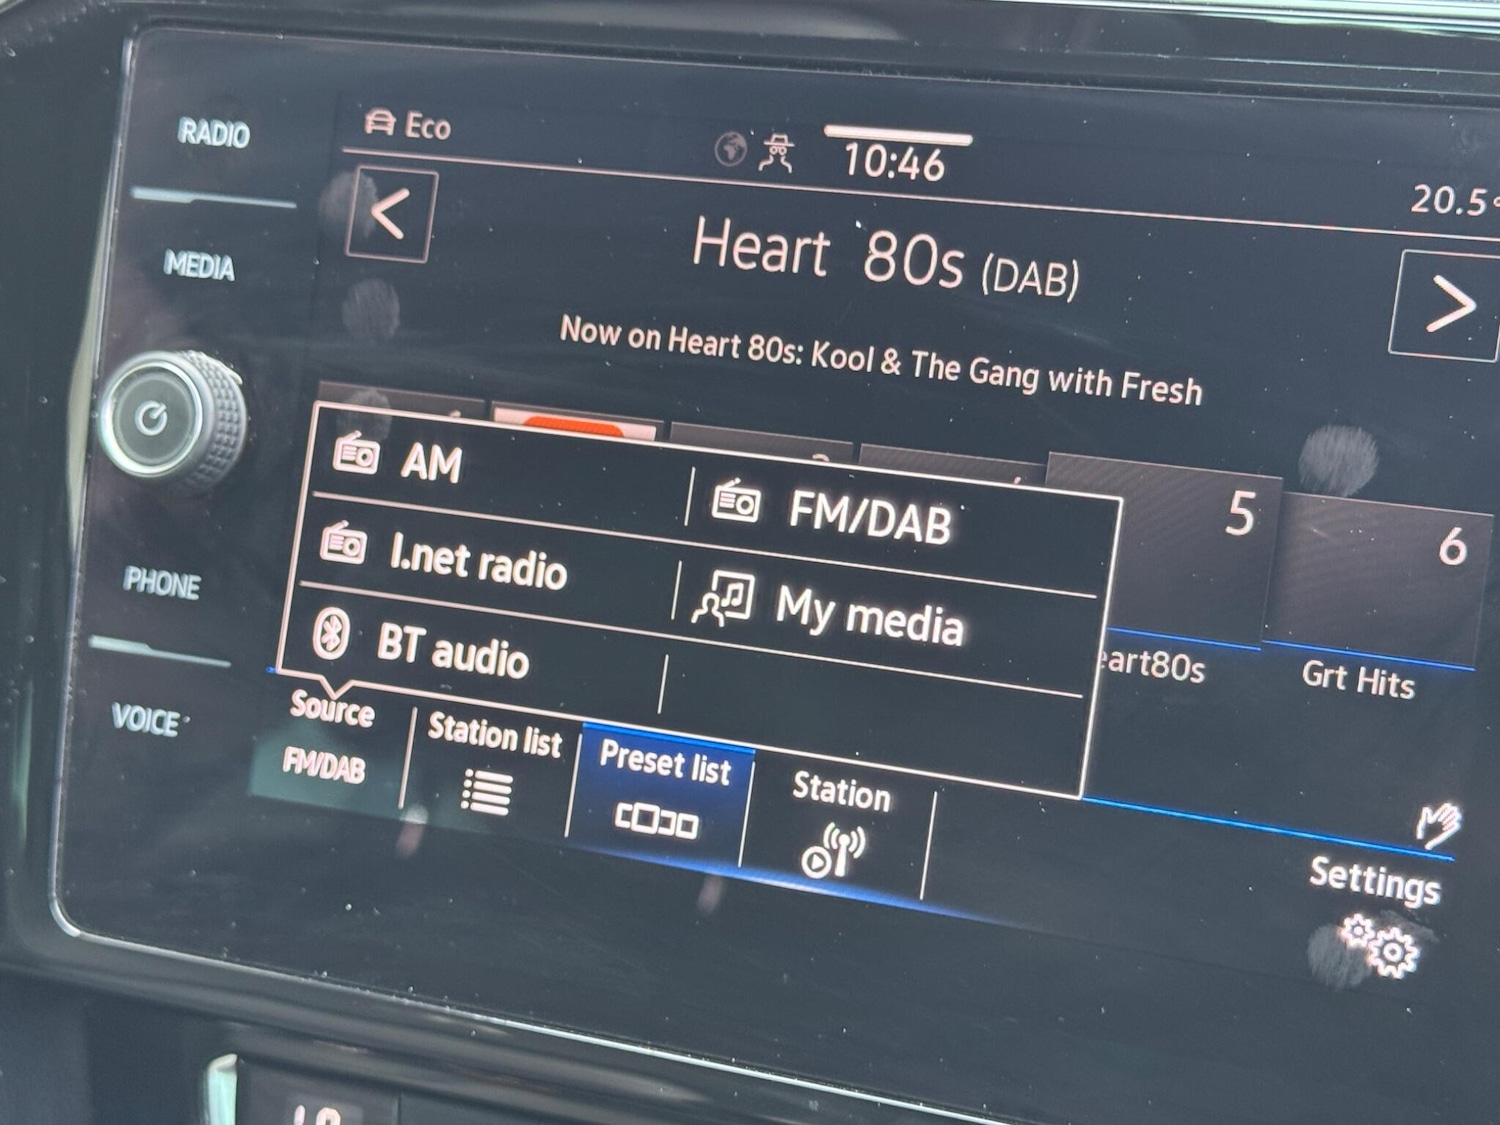 RADIO
MEDIA
PHONE
VOICE
Eco
10:46
20.5
Heart 80s (DAB)
Now on Heart 80s: Kool & The Gang with Fresh
AM
FM/DAB
I.net radio
My media
BT audio
5
6
eart80s
Grt Hits
Source
FM/DAB
Station list
Preset list
Station
Settings